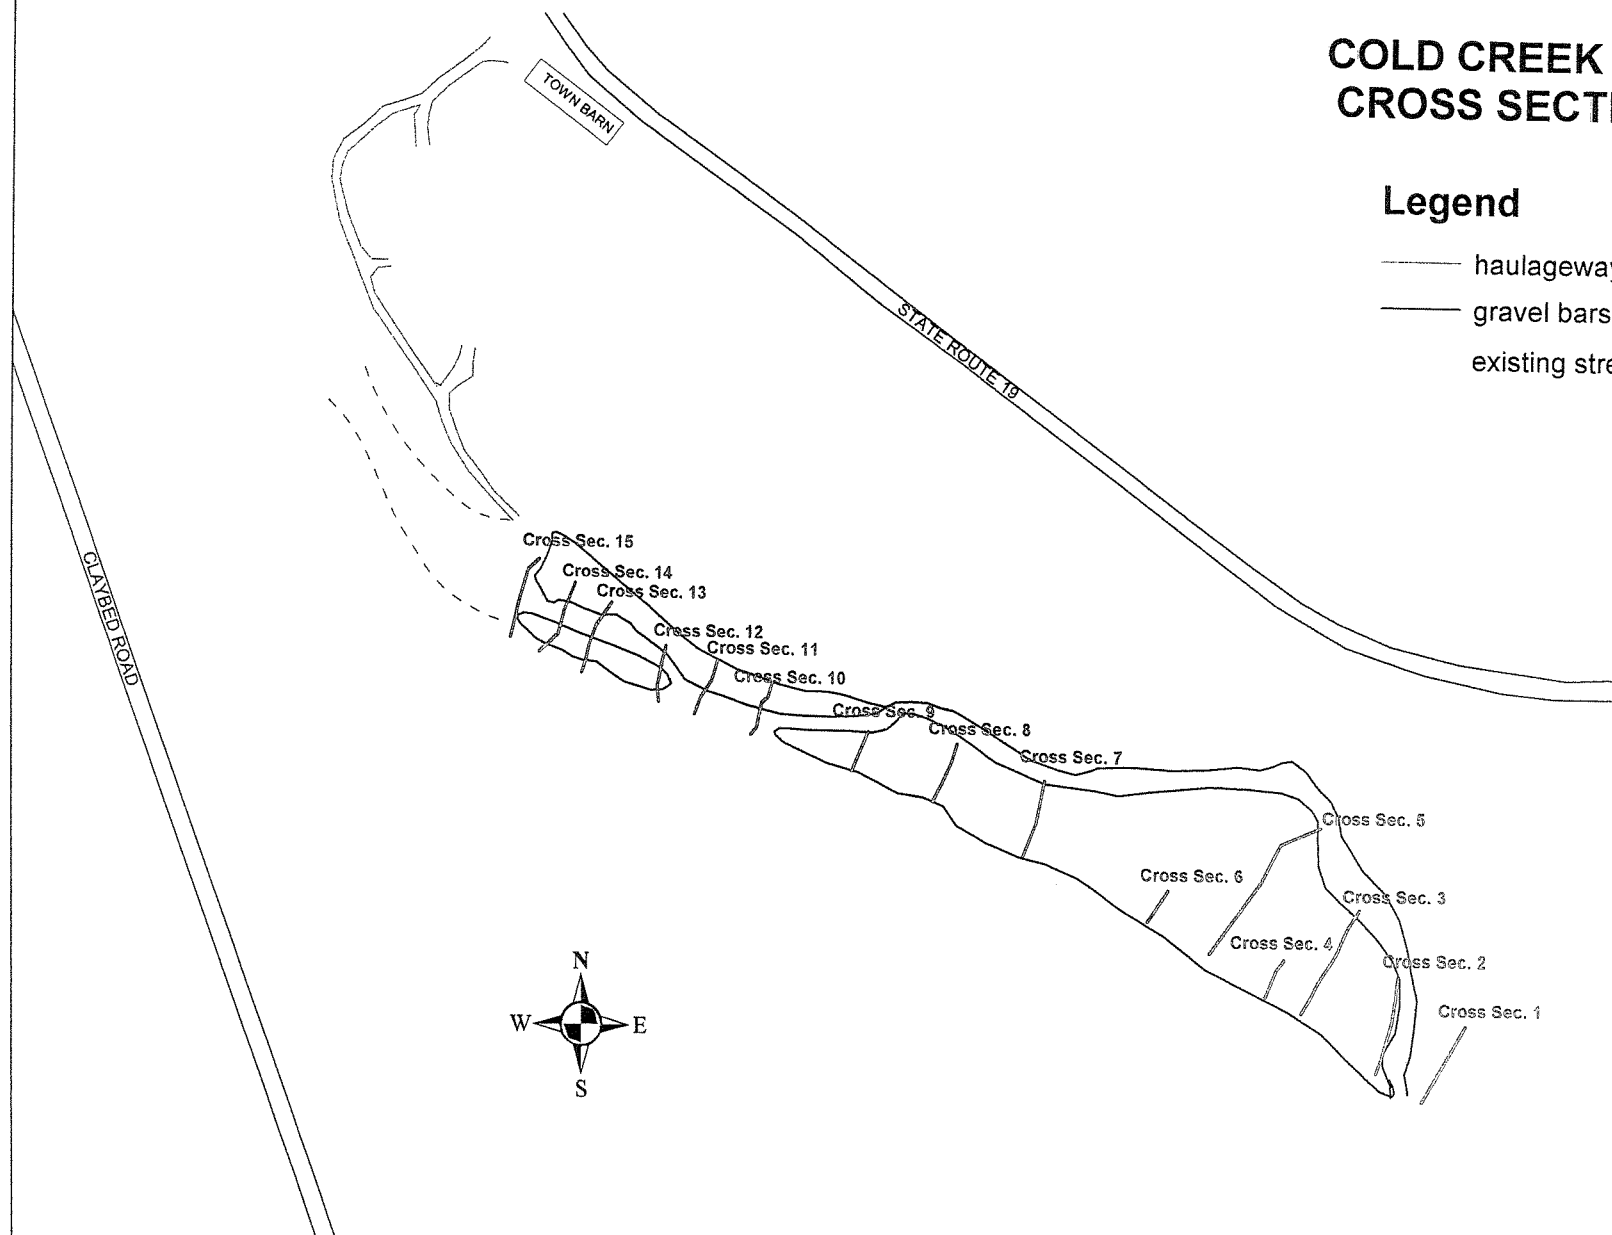 COLD CREEK
CROSS SECTI
TOWN BARN
Legend
haulageway
gravel bars
existing stre
STATE ROUTE 19
CLAYBED ROAD
Cross Sec. 15
Cross Sec. 14
Cross Sec. 13
Cross Sec. 12
Cross Sec. 11
Cross Sec. 10
Cross Sec. 9
Cross Sec. 8
Cross Sec. 7
Cross Sec. 5
Cross Sec. 6
Cross Sec. 3
Cross Sec. 4
Cross Sec. 2
Cross Sec. 1
N
W E
S